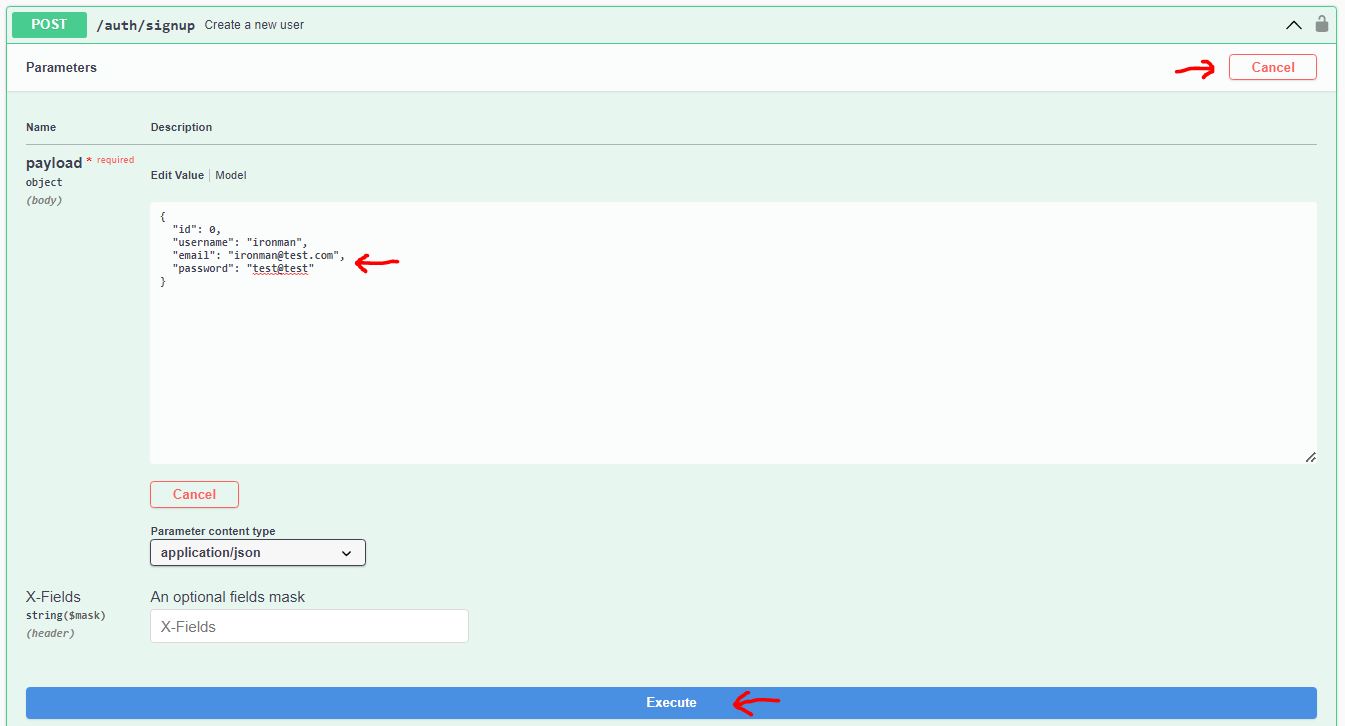 POST /auth/signup Create a new user
Parameters
Cancel
Name Description
payload * required
object
(body)
Edit Value | Model
{
"id": 0,
"username": "ironman",
"email": "ironman@test.com",
"password": "test@test"
}
Cancel
Parameter content type
application/json
X-Fields
string($mask)
(header)
An optional fields mask
X-Fields
Execute